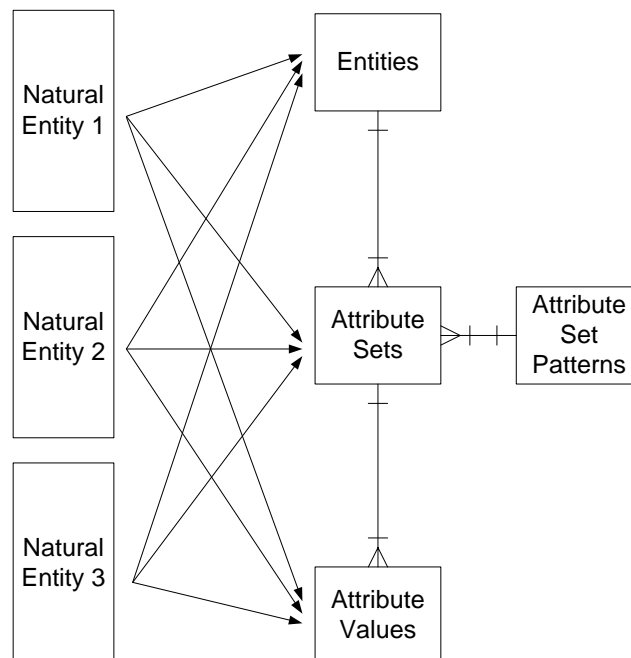 Natural
Entity 1
Entities
Natural
Entity 2
Attribute
Sets
Attribute
Set
Patterns
Natural
Entity 3
Attribute
Values